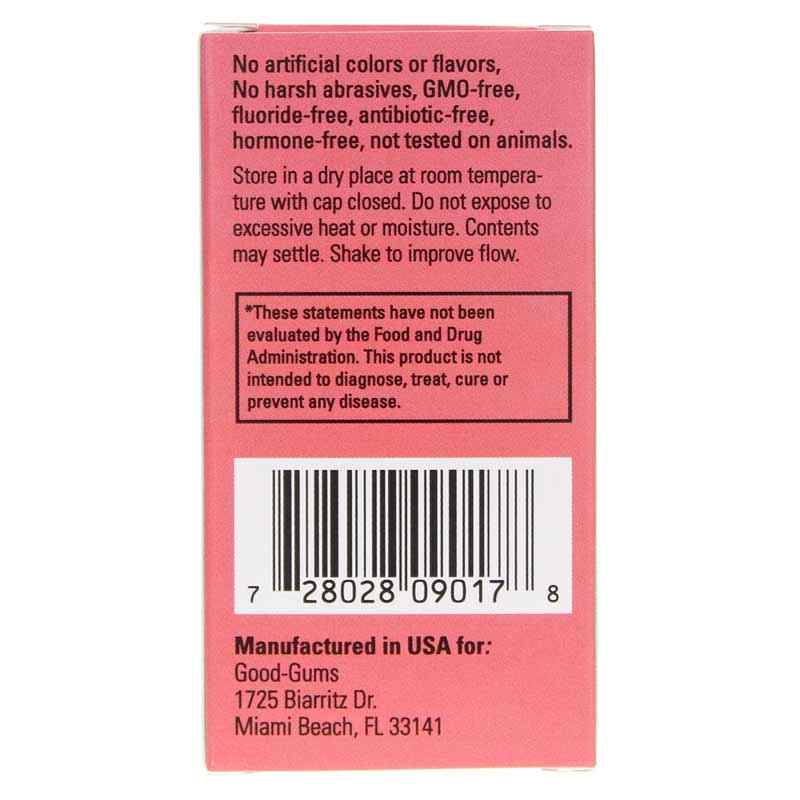 No artificial colors or flavors,
No harsh abrasives, GMO-free,
fluoride-free, antibiotic-free,
hormone-free, not tested on animals.
Store in a dry place at room tempera-
ture with cap closed. Do not expose to
excessive heat or moisture. Contents
may settle. Shake to improve flow.
*These statements have not been
evaluated by the Food and Drug
Administration. This product is not
intended to diagnose, treat, cure or
prevent any disease.
7 28028 09017 8
Manufactured in USA for:
Good-Gums
1725 Biarritz Dr.
Miami Beach, FL 33141